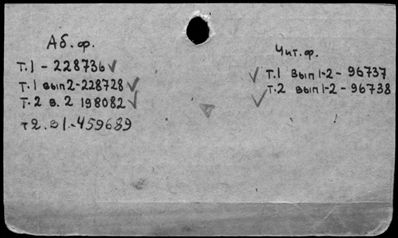 Аб. ф.
т.1 - 228736 ✓
т.1 вып 2-228728 ✓
т.2 в.2 198082 ✓
т 2. в 1.-459689
Чит. ф.
✓ т.1 вып 1-2 - 96737
✓ т.2 вып 1-2 - 96738